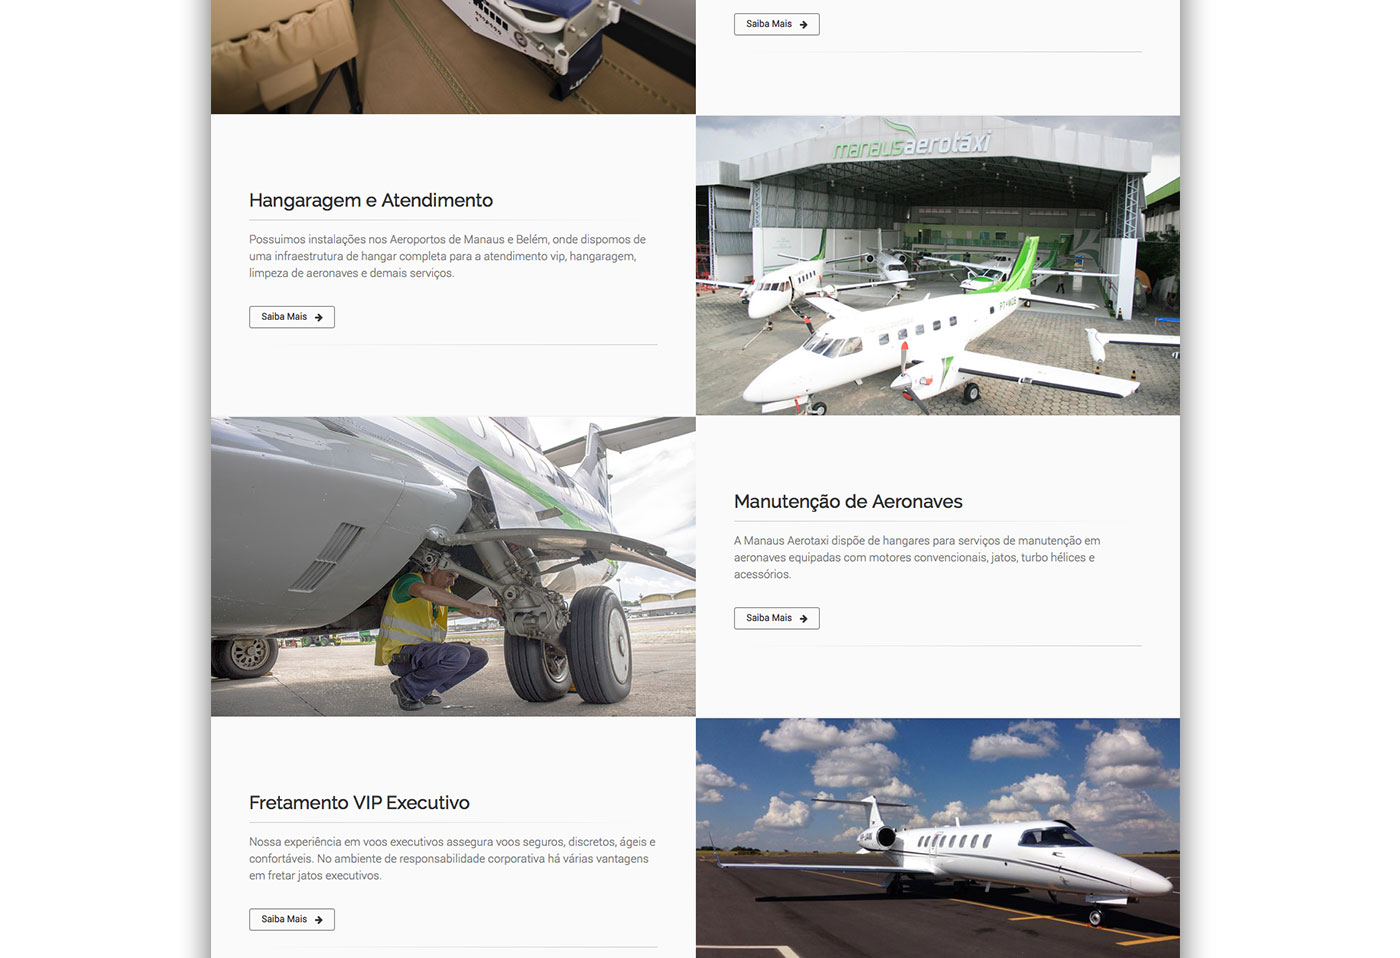 Saiba Mais
Hangaragem e Atendimento
Possuimos instalações nos Aeroportos de Manaus e Belém, onde dispomos de
uma infraestrutura de hangar completa para a atendimento vip, hangaragem,
limpeza de aeronaves e demais serviços.
Saiba Mais
manausaerotáxi
Manutenção de Aeronaves
A Manaus Aerotaxi dispõe de hangares para serviços de manutenção em
aeronaves equipadas com motores convencionais, jatos, turbo hélices e
acessórios.
Saiba Mais
Fretamento VIP Executivo
Nossa experiência em voos executivos assegura voos seguros, discretos, ágeis e
confortáveis. No ambiente de responsabilidade corporativa há várias vantagens
em fretar jatos executivos.
Saiba Mais